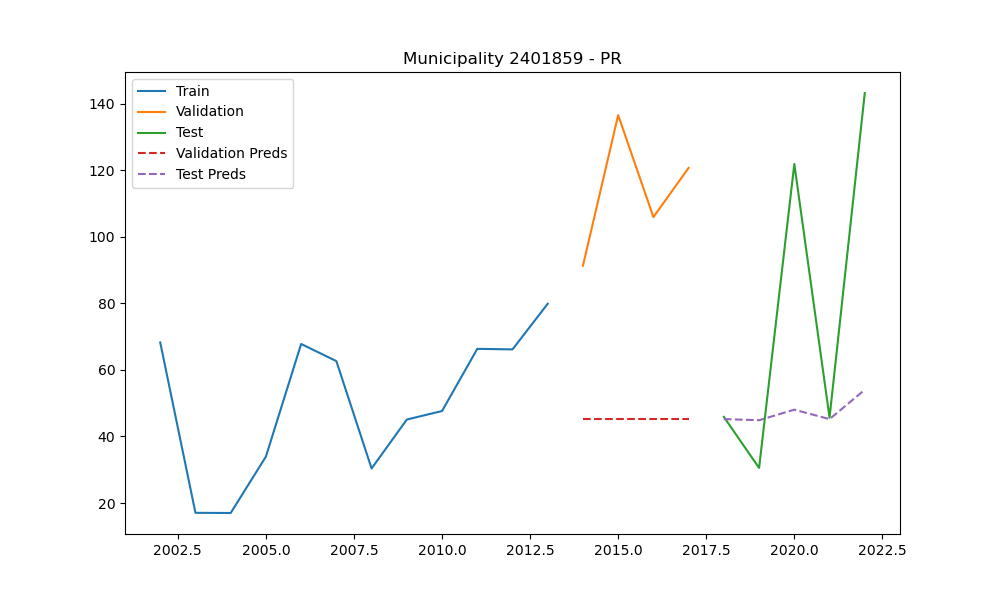 Municipality 2401859 - PR
Train
Validation
Test
Validation Preds
Test Preds
140
120
100
80
60
40
20
2002.5 2005.0 2007.5 2010.0 2012.5 2015.0 2017.5 2020.0 2022.5